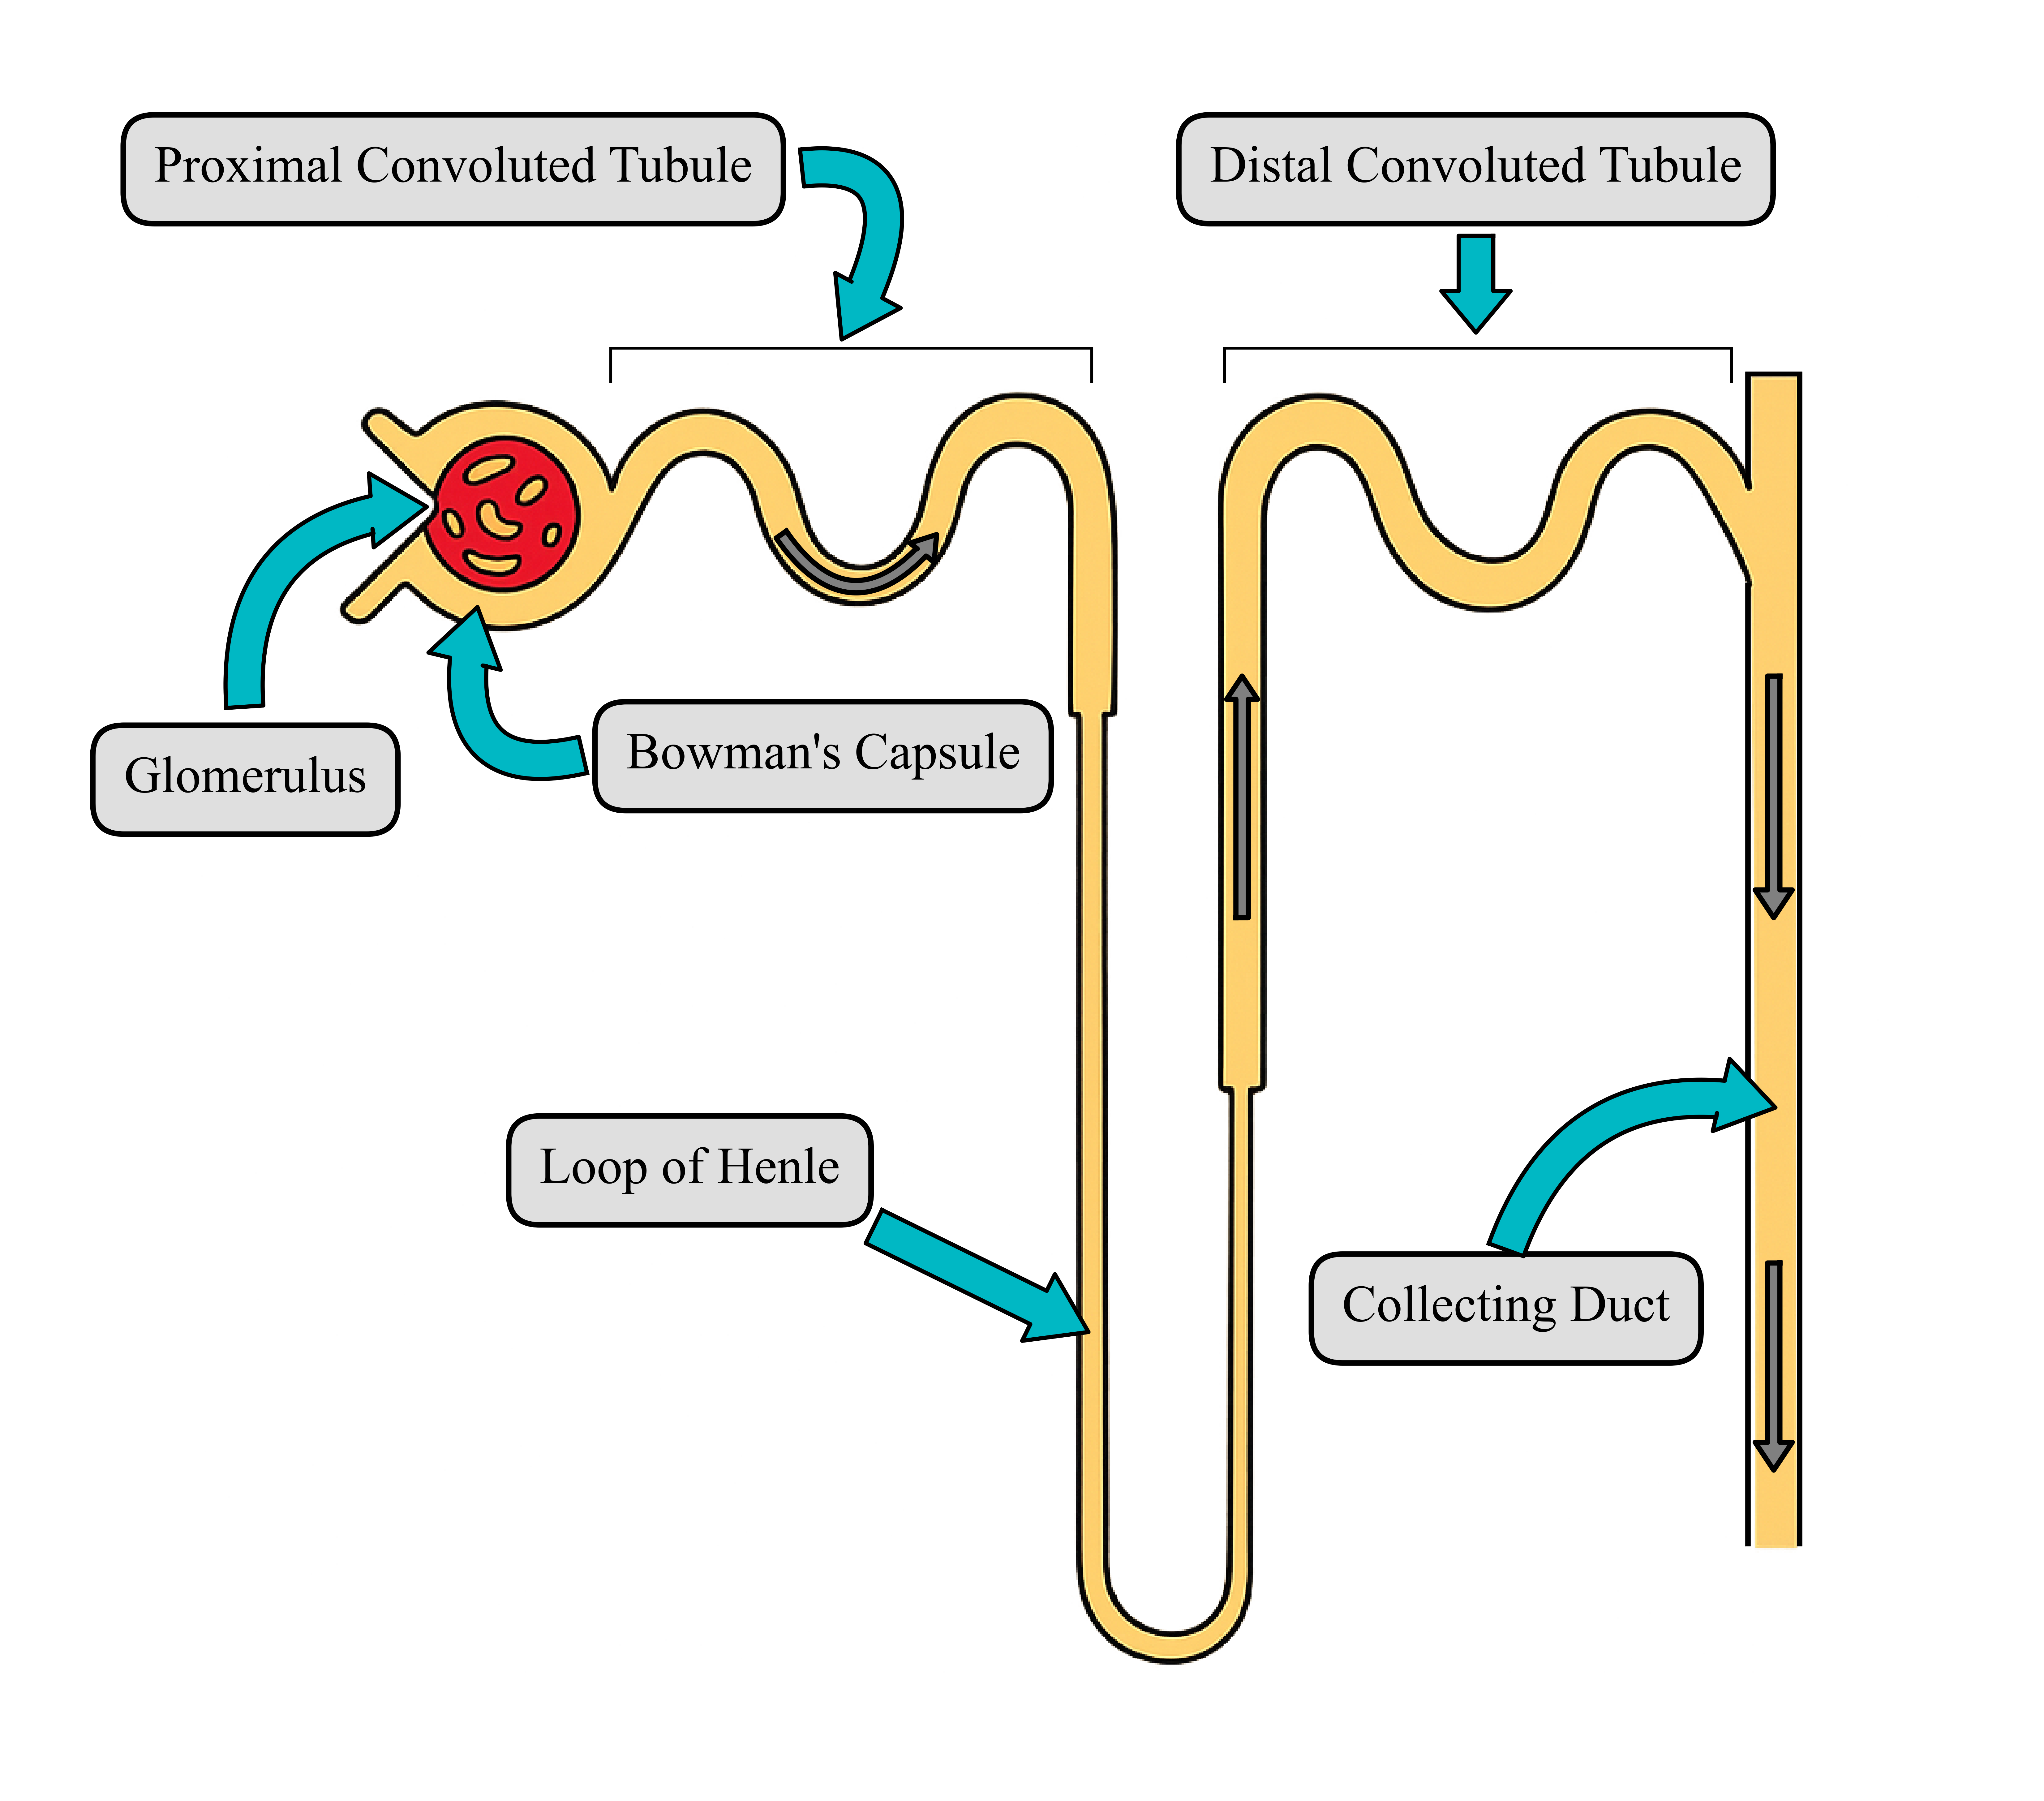 Proximal Convoluted Tubule
Distal Convoluted Tubule
Glomerulus
Bowman's Capsule
Loop of Henle
Collecting Duct